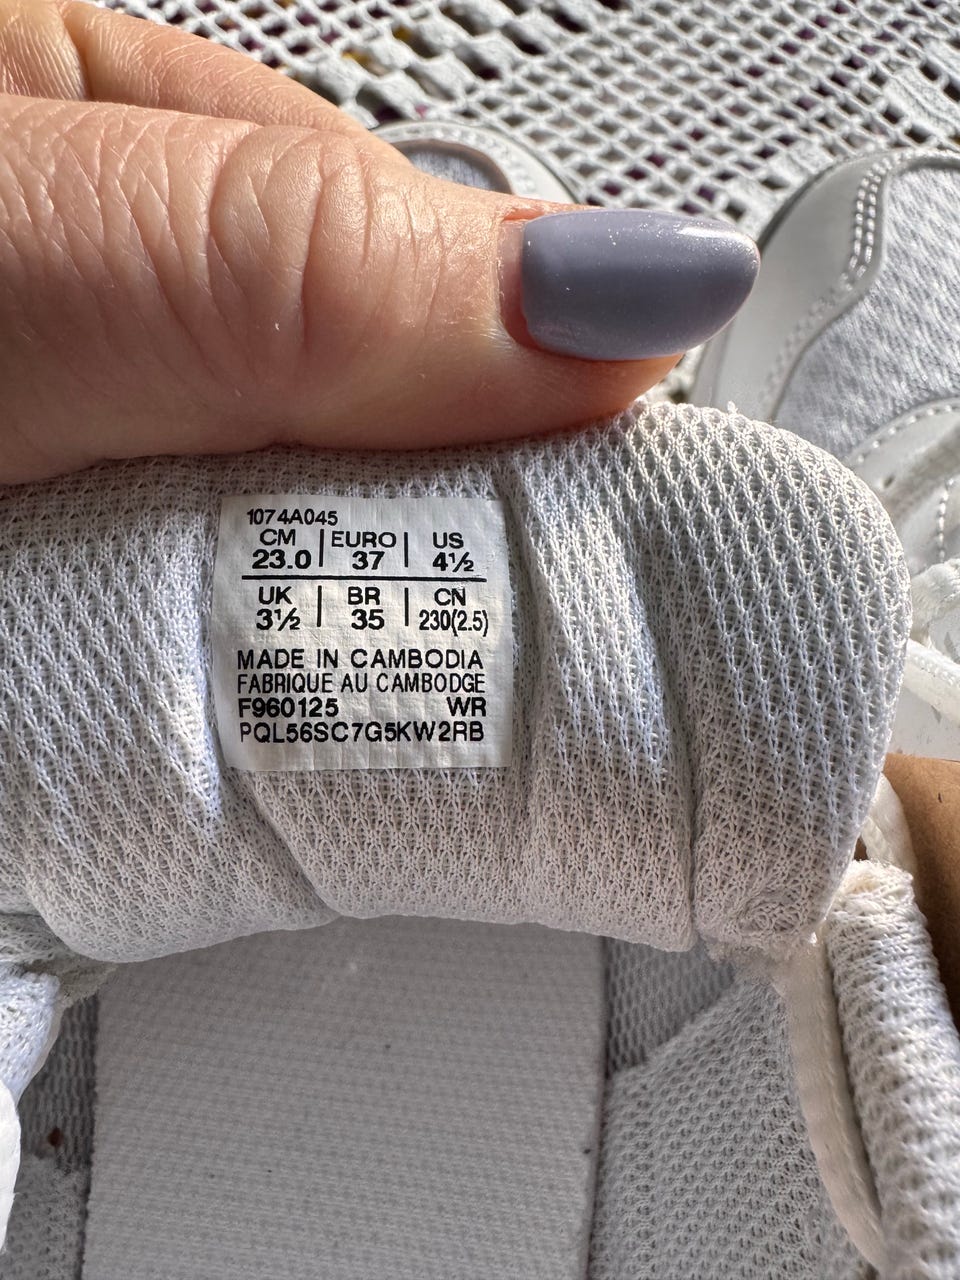 1074A045
CM | EURO | US
23.0 | 37 | 4½
UK | BR | CN
3½ | 35 | 230(2.5)
MADE IN CAMBODIA
FABRIQUE AU CAMBODGE
F960125 WR
PQL56SC7G5KW2RB